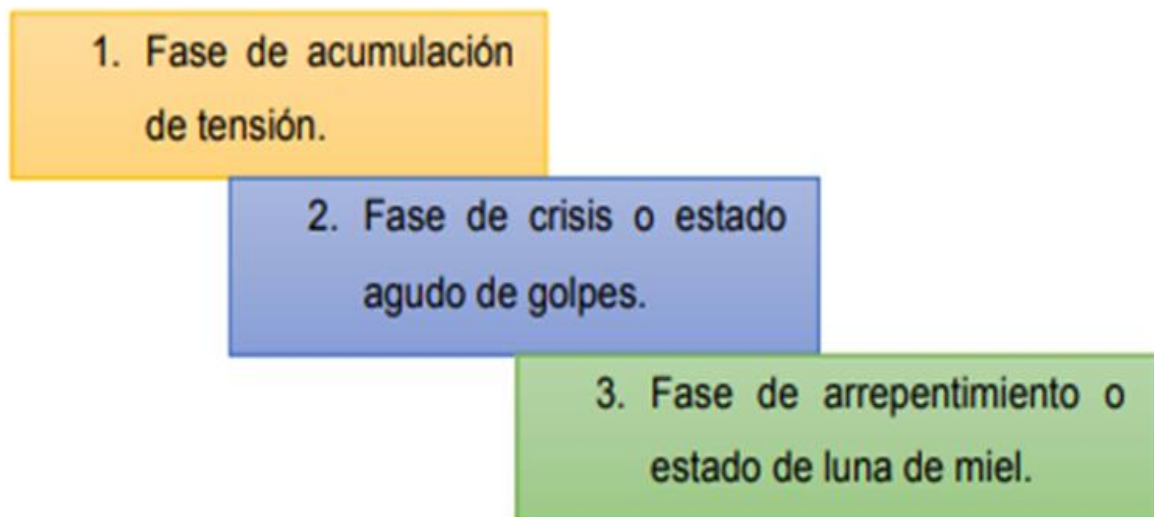 1. Fase de acumulación
de tensión.
2. Fase de crisis o estado
agudo de golpes.
3. Fase de arrepentimiento o
estado de luna de miel.